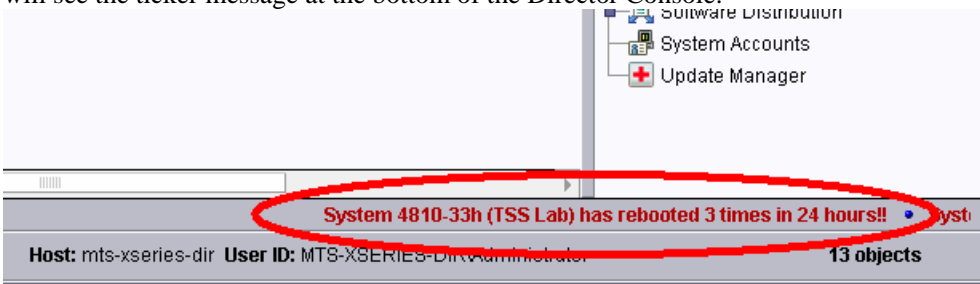 will see the ticker message at the bottom of the Director Console.
Software Distribution
System Accounts
Update Manager
System 4810-33h (TSS Lab) has rebooted 3 times in 24 hours!! • Syst
Host: mts-xseries-dir User ID: MTS-XSERIES-DIR\Administrator 13 objects